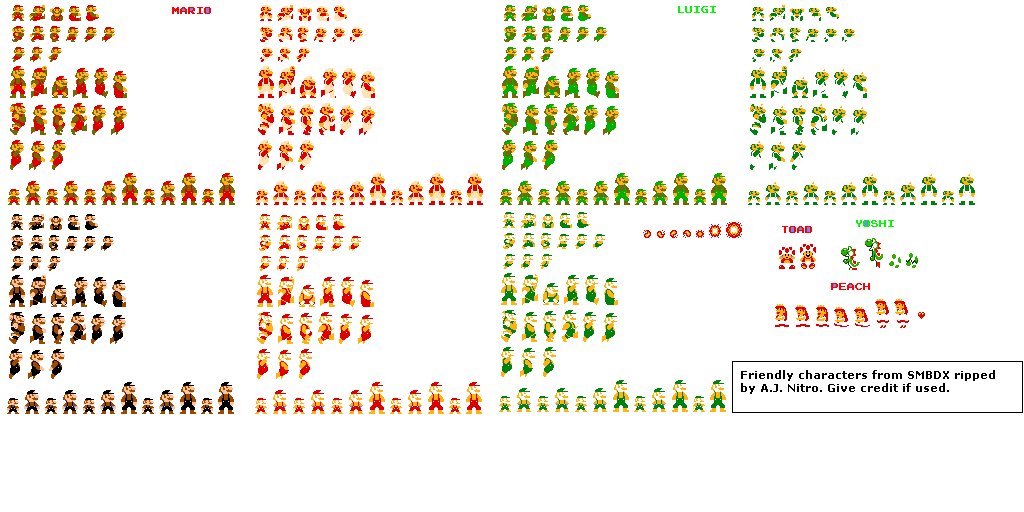 MARIO
LUIGI
TOAD
YOSHI
PEACH
Friendly characters from SMBDX ripped
by A.J. Nitro. Give credit if used.